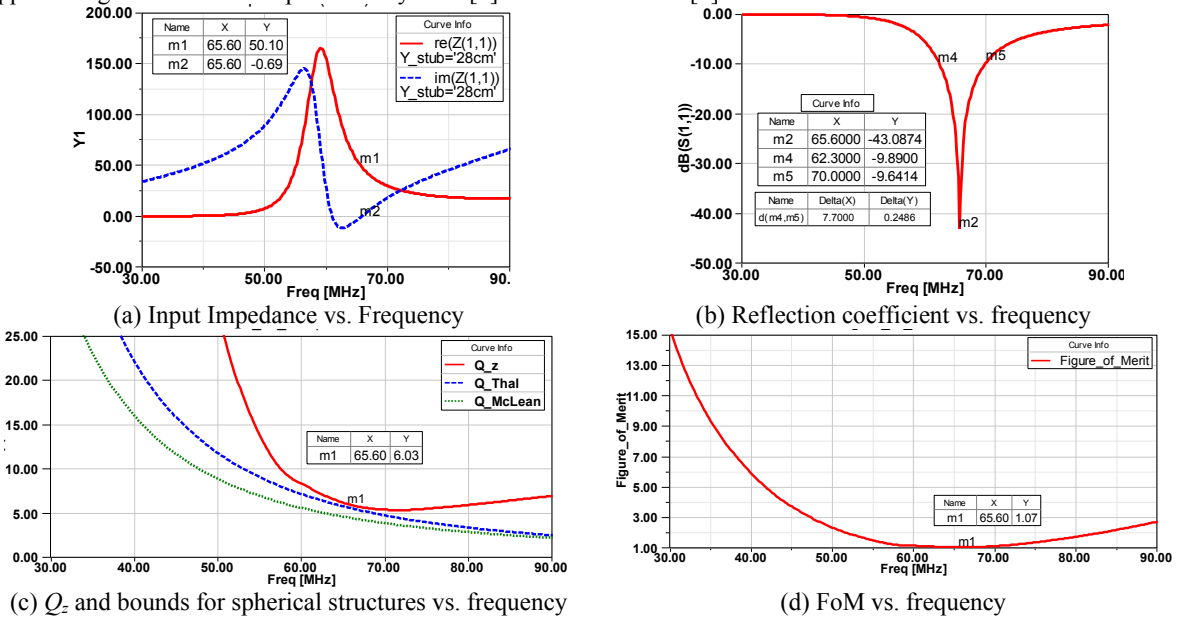 Name X Y
m1 65.60 50.10
m2 65.60 -0.69
Curve Info
re(Z(1,1))
Y_stub='28cm'
im(Z(1,1))
Y_stub='28cm'
200.00
150.00
100.00
50.00
0.00
-50.00
Y1
m1
m2
30.00 50.00 70.00 90.
Freq [MHz]
(a) Input Impedance vs. Frequency
0.00
-10.00
-20.00
-30.00
-40.00
-50.00
dB(S(1,1))
m4
m5
Curve Info
Name X Y
m2 65.6000 -43.0874
m4 62.3000 -9.8900
m5 70.0000 -9.6414
Name Delta(X) Delta(Y)
d(m4,m5) 7.7000 0.2486
m2
30.00 50.00 70.00 90.00
Freq [MHz]
(b) Reflection coefficient vs. frequency
25.00
20.00
15.00
10.00
5.00
0.00
Curve Info
Q_z
Q_Thal
Q_McLean
Name X Y
m1 65.60 6.03
m1
30.00 40.00 50.00 60.00 70.00 80.00 90.00
Freq [MHz]
(c) Qz and bounds for spherical structures vs. frequency
15.00
13.00
11.00
9.00
7.00
5.00
3.00
1.00
Figure_of_Merit
Curve Info
Figure_of_Merit
Name X Y
m1 65.60 1.07
m1
30.00 40.00 50.00 60.00 70.00 80.00 90.00
Freq [MHz]
(d) FoM vs. frequency